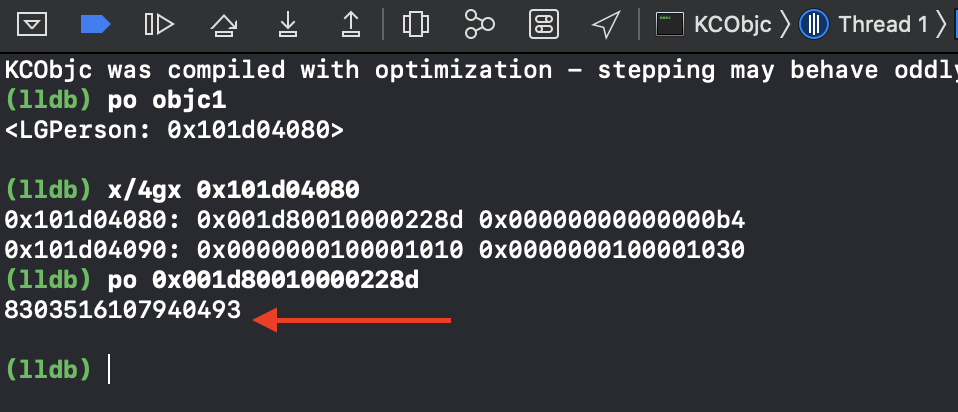 KCObjc Thread 1
KCObjc was compiled with optimization – stepping may behave oddly
(lldb) po objc1
<LGPerson: 0x101d04080>
(lldb) x/4gx 0x101d04080
0x101d04080: 0x001d80010000228d 0x00000000000000b4
0x101d04090: 0x0000000100001010 0x0000000100001030
(lldb) po 0x001d80010000228d
8303516107940493
(lldb)